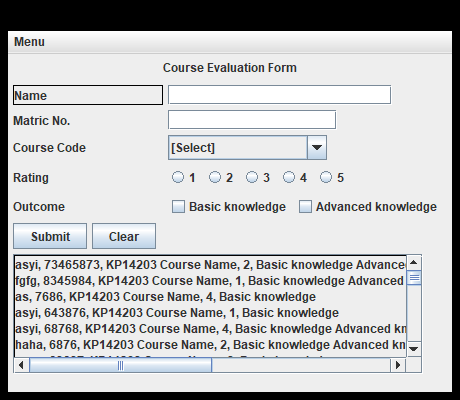 Menu
Course Evaluation Form
Name
Matric No.
Course Code [Select]
Rating 1 2 3 4 5
Outcome Basic knowledge Advanced knowledge
Submit Clear
asyi, 73465873, KP14203 Course Name, 2, Basic knowledge Advance
fgfg, 8345984, KP14203 Course Name, 1, Basic knowledge Advanced
as, 7686, KP14203 Course Name, 4, Basic knowledge
asyi, 643876, KP14203 Course Name, 1, Basic knowledge
asyi, 68768, KP14203 Course Name, 4, Basic knowledge Advanced
haha, 6876, KP14203 Course Name, 2, Basic knowledge Advanced